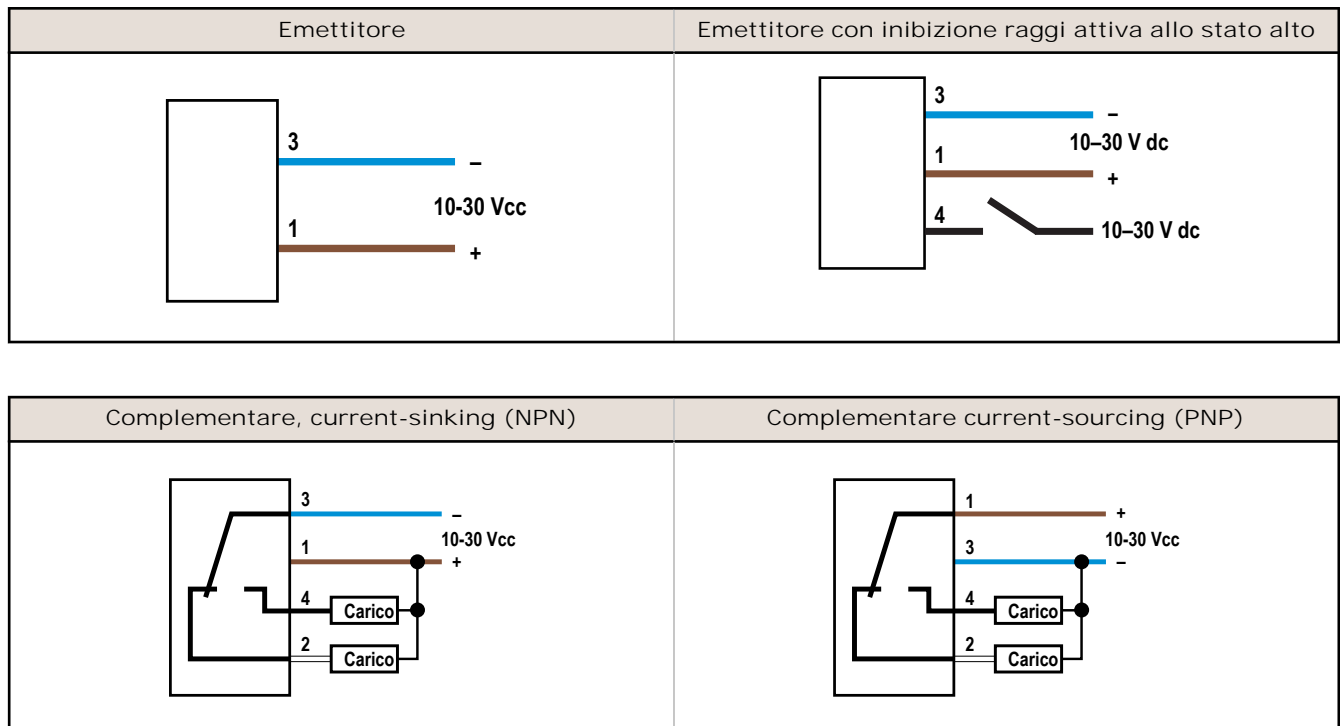 Emettitore
Emettitore con inibizione raggi attiva allo stato alto
3
–
10-30 Vcc
1
+
3
–
10–30 V dc
1
+
4
10–30 V dc
Complementare, current-sinking (NPN)
Complementare current-sourcing (PNP)
3
–
10-30 Vcc
1
+
4
Carico
2
Carico
1
+
10-30 Vcc
3
–
4
Carico
2
Carico